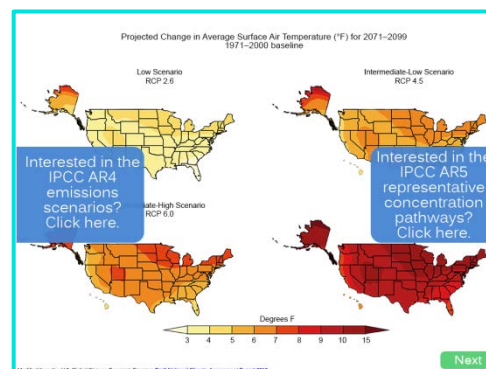 Projected Change in Average Surface Air Temperature (°F) for 2071–2099
1971–2000 baseline
Low Scenario
RCP 2.6
Intermediate-Low Scenario
RCP 4.5
Interested in the
IPCC AR4
emissions
scenarios?
Click here.
Interested in the
IPCC AR5
representative
concentration
pathways?
Click here.
-High Scenario
RCP 6.0
Degrees F
3 4 5 6 7 8 9 10 15
Next